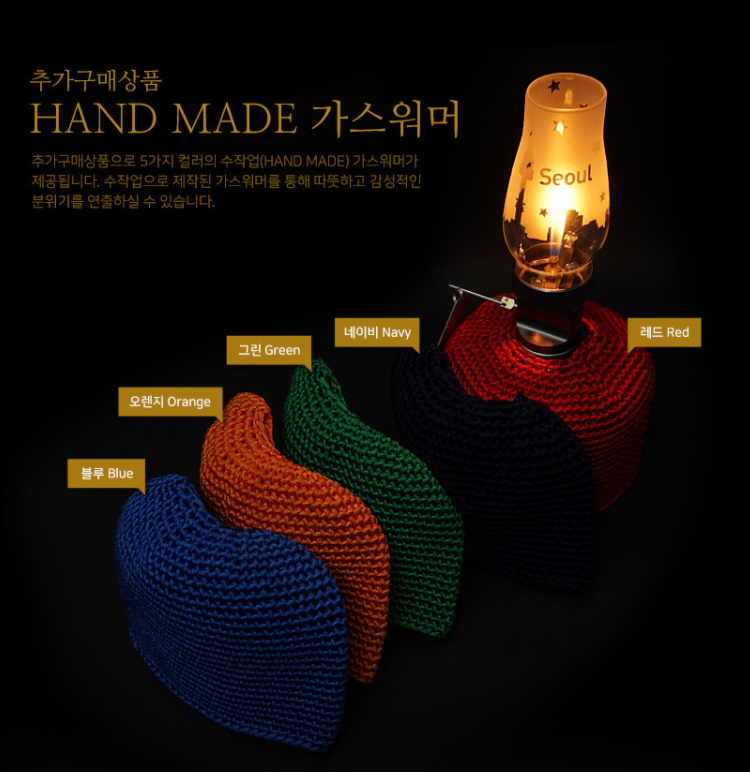 추가구매상품
HAND MADE 가스워머
추가구매상품으로 5가지 컬러의 수작업(HAND MADE) 가스워머가
제공됩니다. 수작업으로 제작된 가스워머를 통해 따뜻하고 감성적인
분위기를 연출하실 수 있습니다.
Seoul
네이비 Navy
레드 Red
그린 Green
오렌지 Orange
블루 Blue